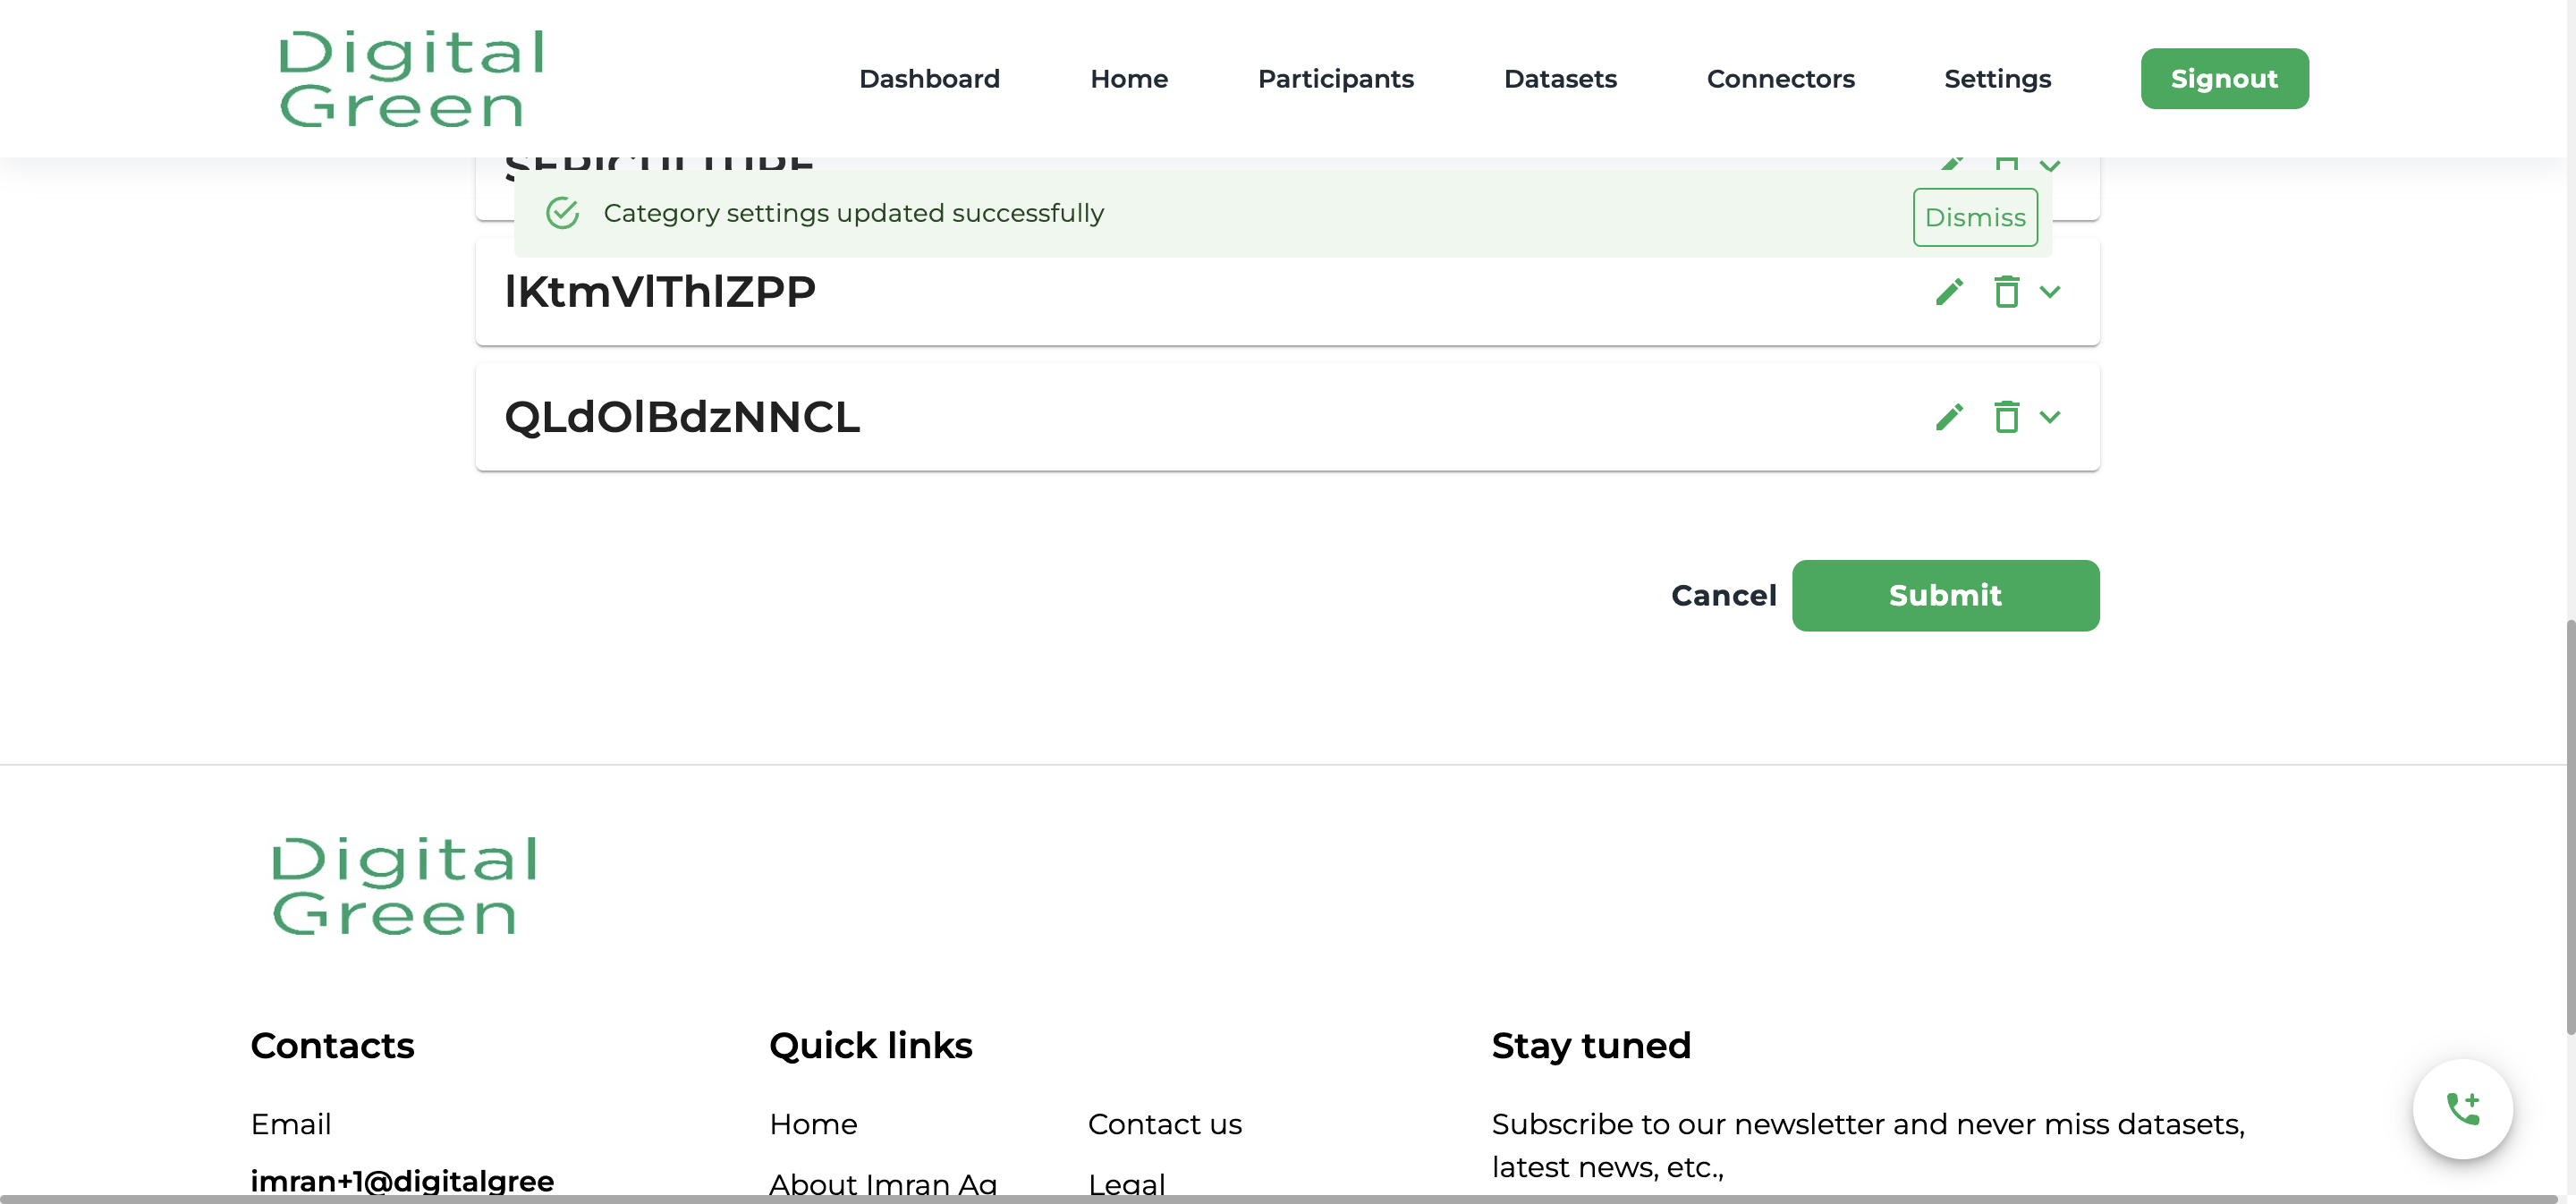 Digital
Green
Dashboard Home Participants Datasets Connectors Settings Signout
Category settings updated successfully Dismiss
lKtmVlThlZPP
QLdOlBdzNNCL
Cancel Submit
Digital
Green
Contacts Quick links Stay tuned
Email Home Contact us Subscribe to our newsletter and never miss datasets,
latest news, etc.,
imran+1@digitalgree About Imran Ag Legal